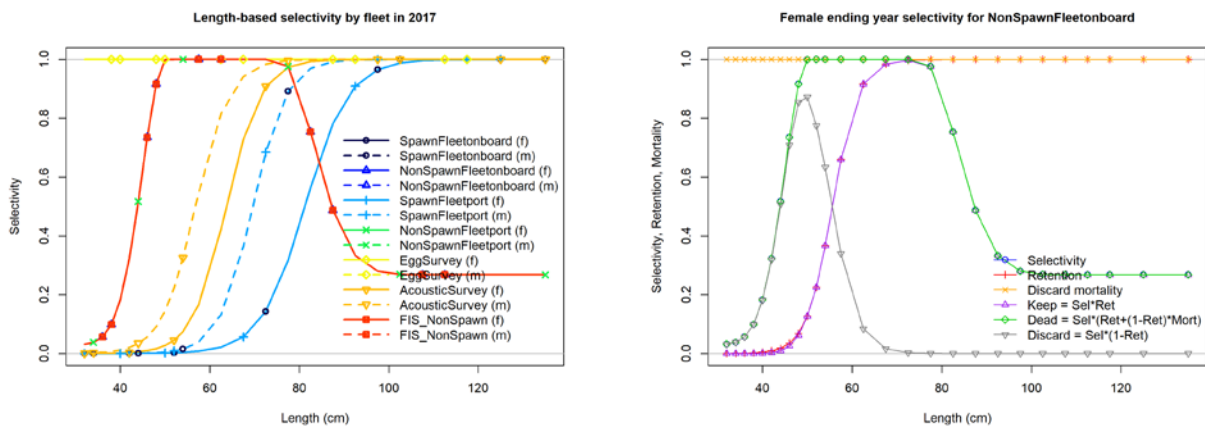 Length-based selectivity by fleet in 2017
Selectivity
1.0
0.8
0.6
0.4
0.2
0.0
SpawnFleetonboard (f)
SpawnFleetonboard (m)
NonSpawnFleetonboard (f)
NonSpawnFleetonboard (m)
SpawnFleetport (f)
SpawnFleetport (m)
NonSpawnFleetport (f)
NonSpawnFleetport (m)
EggSurvey (f)
EggSurvey (m)
AcousticSurvey (f)
AcousticSurvey (m)
FIS_NonSpawn (f)
FIS_NonSpawn (m)
40 60 80 100 120
Length (cm)
Female ending year selectivity for NonSpawnFleetonboard
Selectivity, Retention, Mortality
1.0
0.8
0.6
0.4
0.2
0.0
Selectivity
Retention
Discard mortality
Keep = Sel*Ret
Dead = Sel*(Ret+(1-Ret)*Mort)
Discard = Sel*(1-Ret)
40 60 80 100 120
Length (cm)